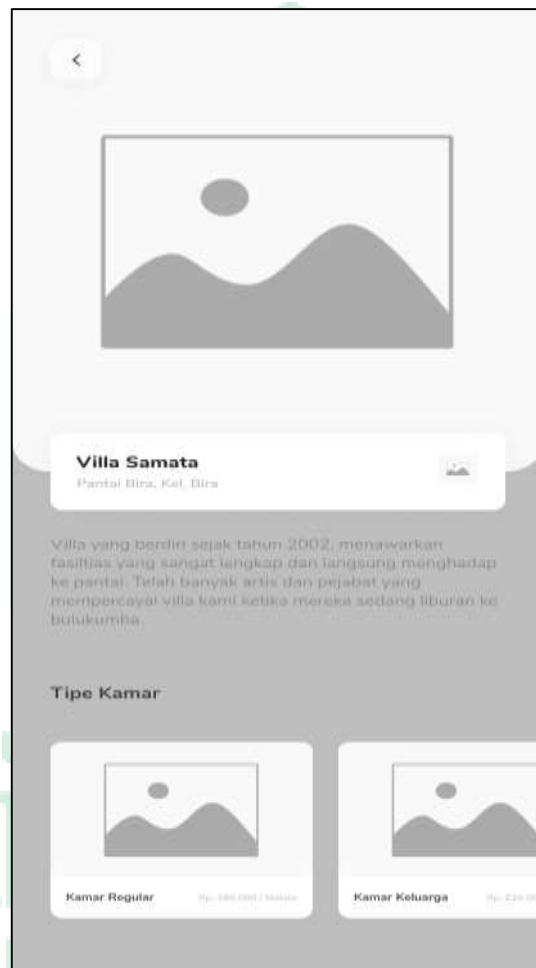 Villa Samata
Pantai Bira, Kel. Bira
Villa yang berdiri sejak tahun 2002, menawarkan
fasiltias yang sangat lengkap dan langsung menghadap
ke pantai. Telah banyak artis dan pejabat yang
mempercayai villa kami ketika mereka sedang liburan ke
bulukumba.
Tipe Kamar
Kamar Regular
Kamar Keluarga